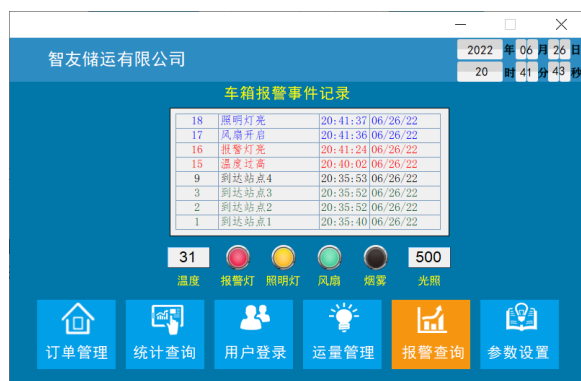 智友储运有限公司
2022 年 06 月 26 日
20 时 41 分 43 秒
车箱报警事件记录
18 照明灯亮 20:41:37 06/26/22
17 风扇开启 20:41:36 06/26/22
16 报警灯亮 20:41:24 06/26/22
15 温度过高 20:40:02 06/26/22
9 到达站点4 20:35:53 06/26/22
3 到达站点3 20:35:52 06/26/22
2 到达站点2 20:35:52 06/26/22
1 到达站点1 20:35:40 06/26/22
31 500
温度 报警灯 照明灯 风扇 烟雾 光照
订单管理 统计查询 用户登录 运量管理 报警查询 参数设置